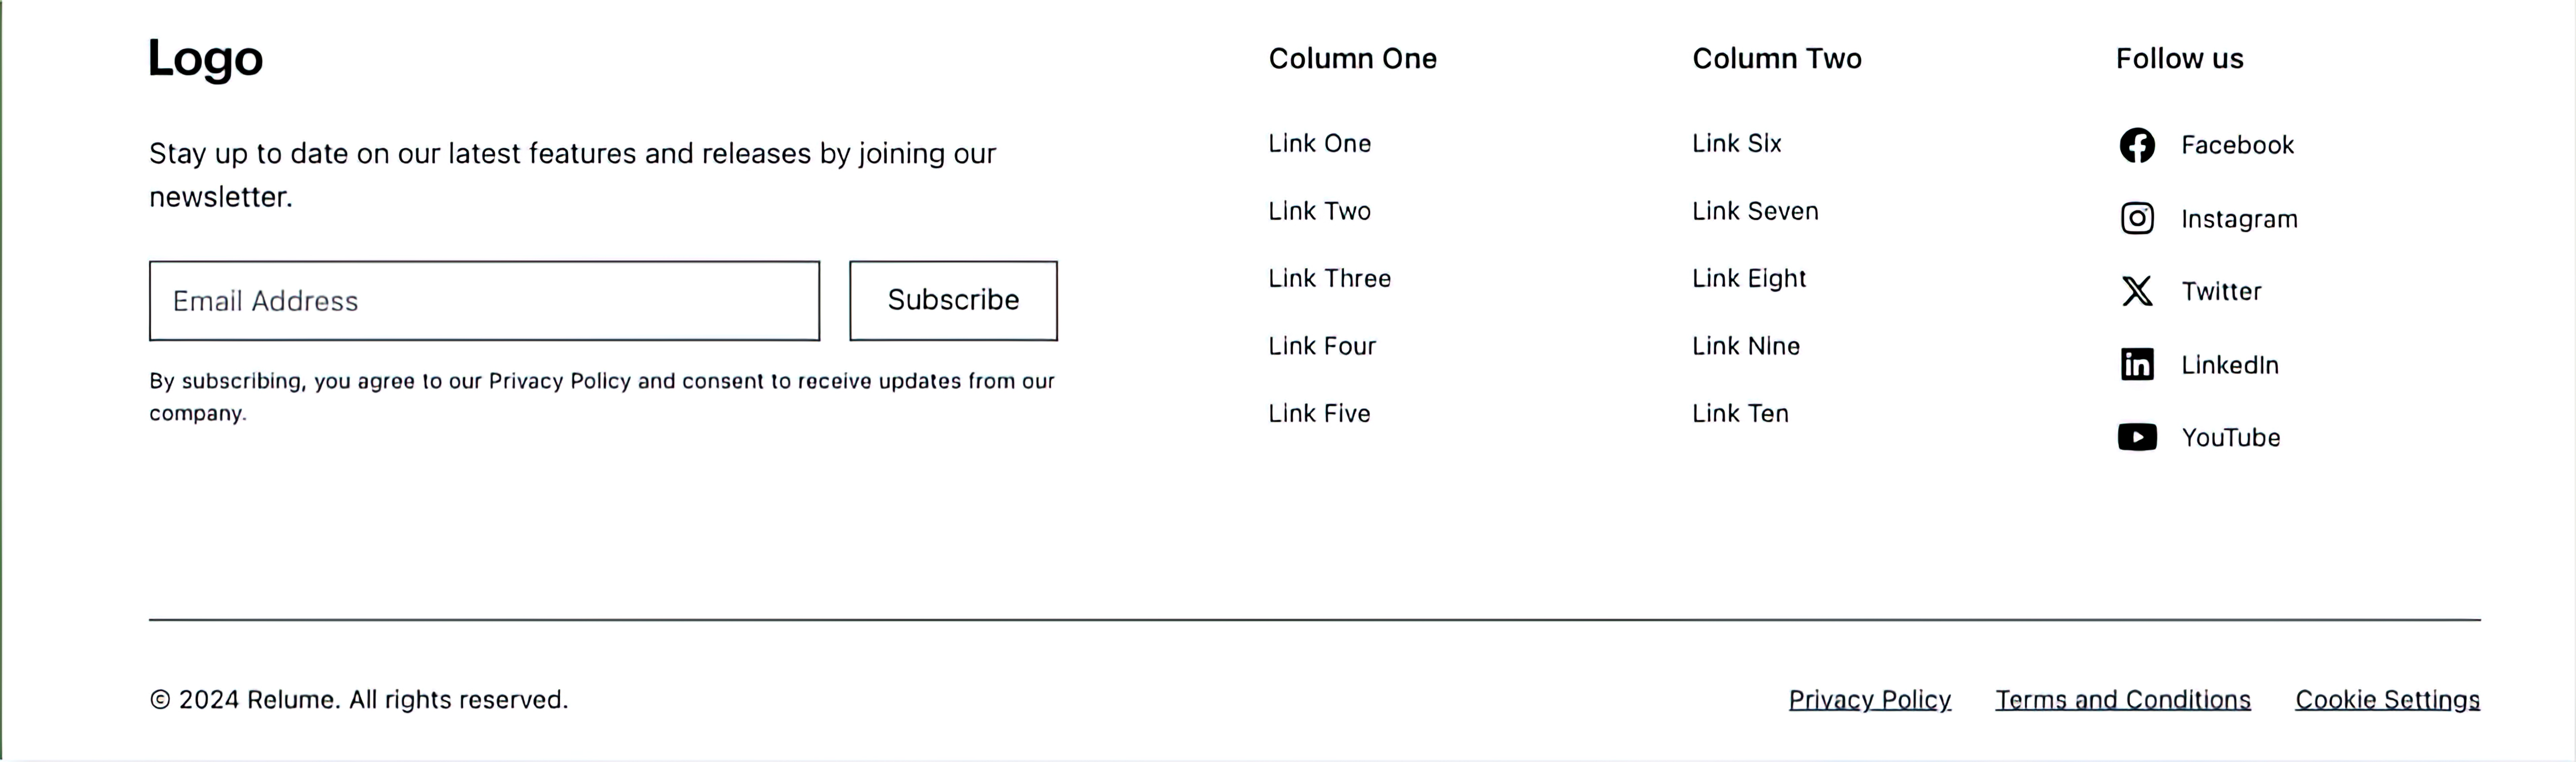 Logo
Stay up to date on our latest features and releases by joining our
newsletter.
Email Address
Subscribe
By subscribing, you agree to our Privacy Policy and consent to receive updates from our
company.
Column One
Link One
Link Two
Link Three
Link Four
Link Five
Column Two
Link Six
Link Seven
Link Eight
Link Nine
Link Ten
Follow us
Facebook
Instagram
Twitter
LinkedIn
YouTube
© 2024 Relume. All rights reserved.
Privacy Policy
Terms and Conditions
Cookie Settings